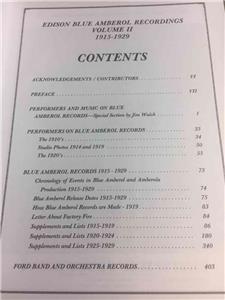 EDISON BLUE AMBEROL RECORDINGS
VOLUME II
1915-1929
CONTENTS
ACKNOWLEDGEMENTS / CONTRIBUTORS . . . . . VI
PREFACE . . . . . VII
PERFORMERS AND MUSIC ON BLUE
AMBEROL RECORDS—Special Section by Jim Walsh . . . . . 1
PERFORMERS ON BLUE AMBEROL RECORDS . . . . . 33
The 1910's . . . . . 34
Studio Photos 1914 and 1919 . . . . . 50
The 1920's . . . . . 55
BLUE AMBEROL RECORDS 1915 - 1929 . . . . . 73
Chronology of Events in Blue Amberol and Amberola
Production 1915-1929 . . . . . 74
Blue Amberol Release Dates 1915-1929 . . . . . 75
How Blue Amberol Records are Made - 1919 . . . . . 83
Letter About Factory Fire . . . . . 84
Supplements and Lists 1915-1919 . . . . . 86
Supplements and Lists 1920-1924 . . . . . 180
Supplements and Lists 1925-1929 . . . . . 340
FORD BAND AND ORCHESTRA RECORDS . . . . . 403